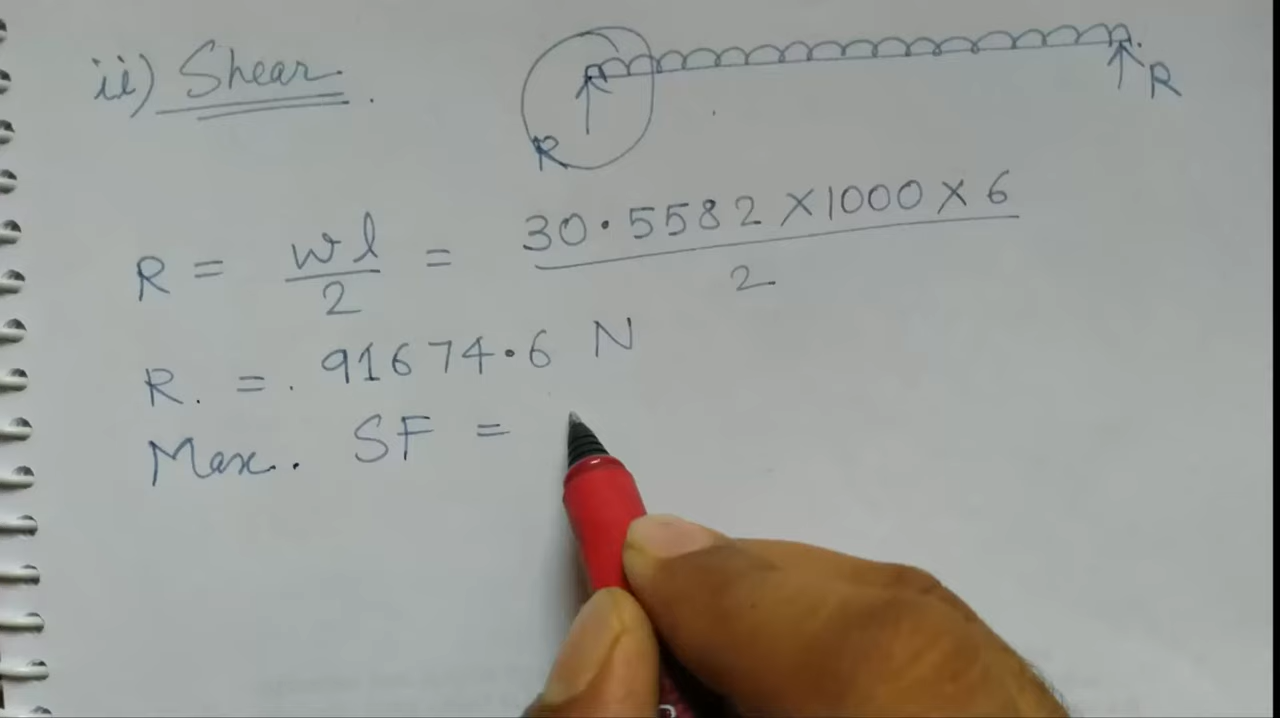 ii) Shear.
R R
R = wl/2 = 30.5582 × 1000 × 6 / 2
R. = . 91674.6 N
Max.. SF =